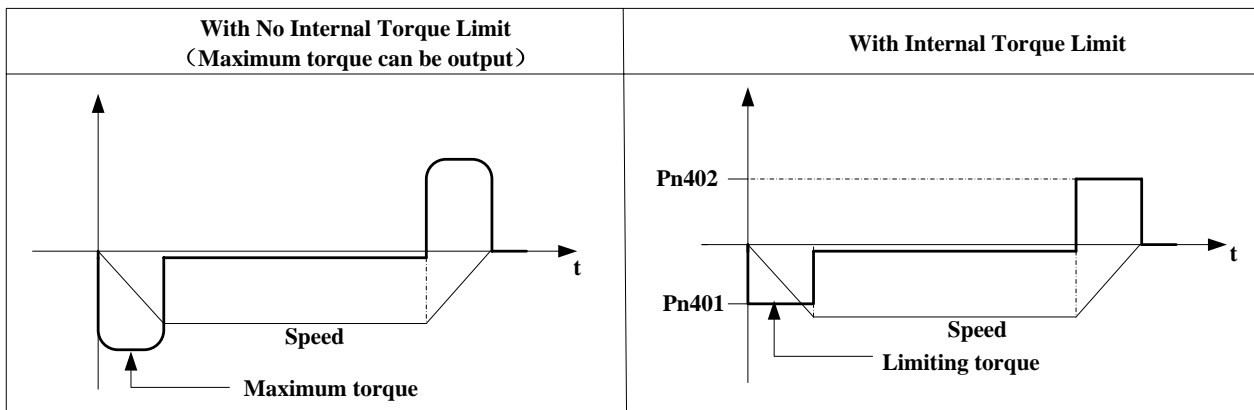 With No Internal Torque Limit
（Maximum torque can be output）
With Internal Torque Limit
t
Speed
Maximum torque
Pn402
t
Pn401
Speed
Limiting torque